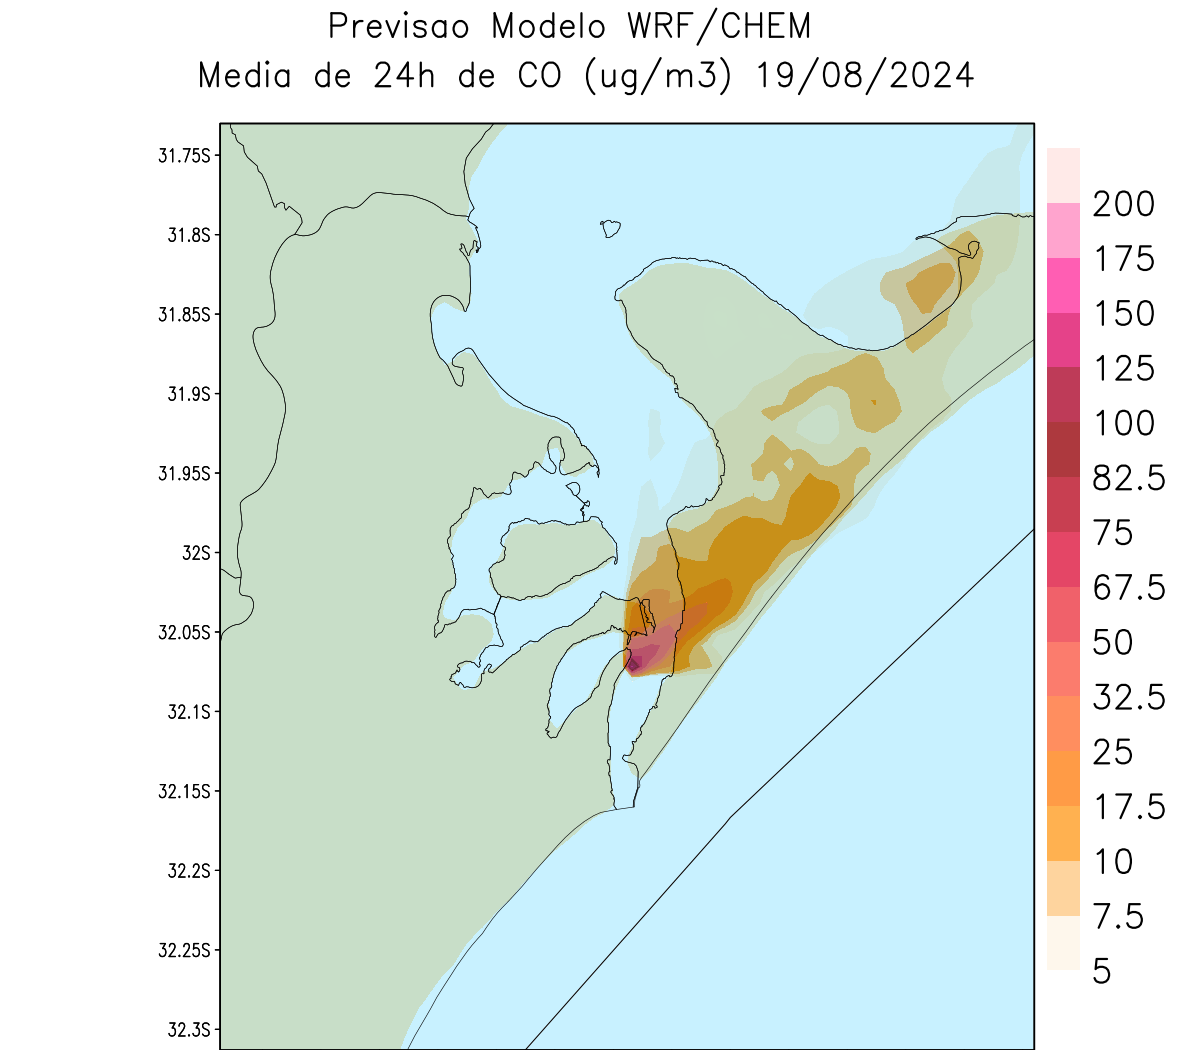 Previsao Modelo WRF/CHEM
Media de 24h de CO (ug/m3) 19/08/2024
31.75S
31.8S
31.85S
31.9S
31.95S
32S
32.05S
32.1S
32.15S
32.2S
32.25S
32.3S
200
175
150
125
100
82.5
75
67.5
50
32.5
25
17.5
10
7.5
5